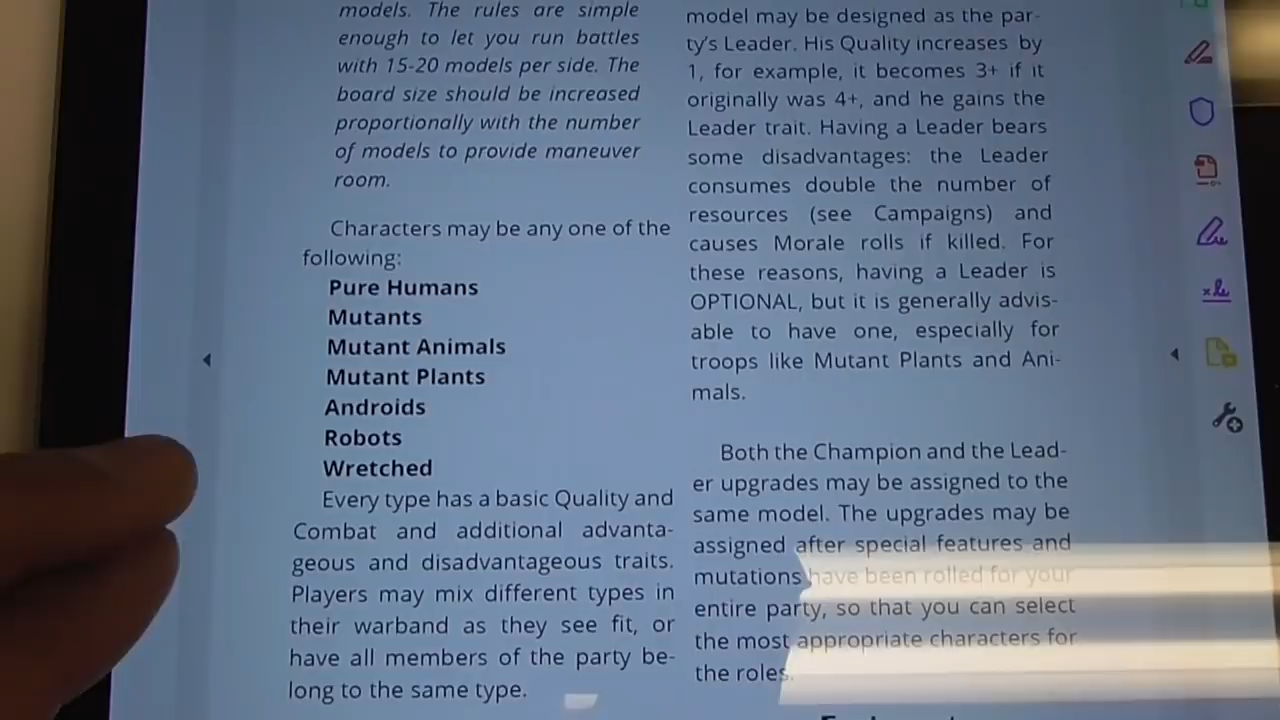 models. The rules are simple
enough to let you run battles
with 15-20 models per side. The
board size should be increased
proportionally with the number
of models to provide maneuver
room.
Characters may be any one of the
following:
Pure Humans
Mutants
Mutant Animals
Mutant Plants
Androids
Robots
Wretched
Every type has a basic Quality and
Combat and additional advanta-
geous and disadvantageous traits.
Players may mix different types in
their warband as they see fit, or
have all members of the party be-
long to the same type.
model may be designed as the par-
ty's Leader. His Quality increases by
1, for example, it becomes 3+ if it
originally was 4+, and he gains the
Leader trait. Having a Leader bears
some disadvantages: the Leader
consumes double the number of
resources (see Campaigns) and
causes Morale rolls if killed. For
these reasons, having a Leader is
OPTIONAL, but it is generally advis-
able to have one, especially for
troops like Mutant Plants and Ani-
mals.
Both the Champion and the Lead-
er upgrades may be assigned to the
same model. The upgrades may be
assigned after special features and
mutations have been rolled for your
entire party, so that you can select
the most appropriate characters for
the roles.